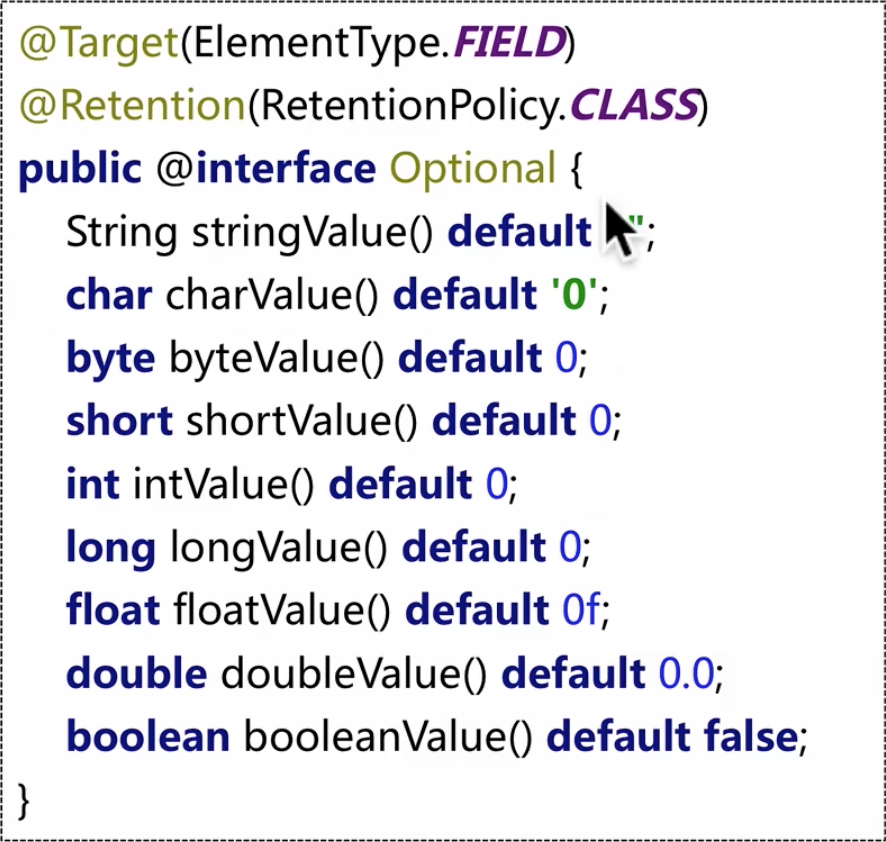 @Target(ElementType.FIELD)
@Retention(RetentionPolicy.CLASS)
public @interface Optional {
String stringValue() default ";
char charValue() default '0';
byte byteValue() default 0;
short shortValue() default 0;
int intValue() default 0;
long longValue() default 0;
float floatValue() default 0f;
double doubleValue() default 0.0;
boolean booleanValue() default false;
}